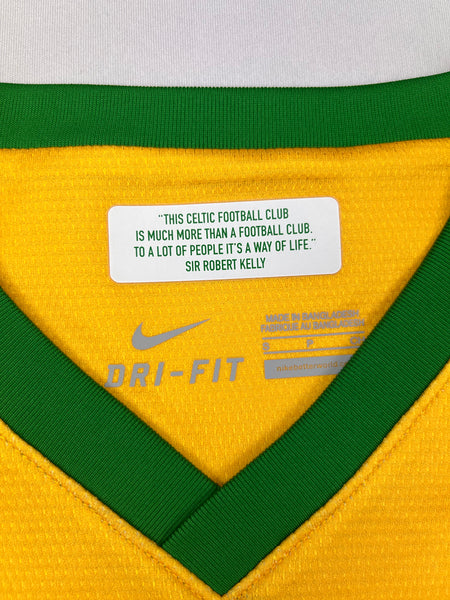 "THIS CELTIC FOOTBALL CLUB
IS MUCH MORE THAN A FOOTBALL CLUB.
TO A LOT OF PEOPLE IT'S A WAY OF LIFE."
SIR ROBERT KELLY
DRI-FIT
MADE IN BANGLADESH
FABRIQUÉ AU BANGLADESH
S P